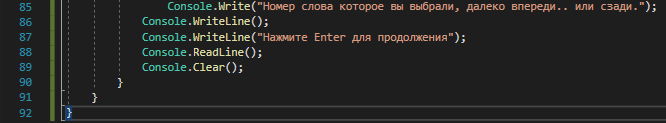 85 Console.Write("Номер слова которое вы выбрали, далеко впереди.. или сзади.");
86 Console.WriteLine();
87 Console.WriteLine("Нажмите Enter для продолжения");
88 Console.ReadLine();
89 Console.Clear();
90 }
91 }
92 }